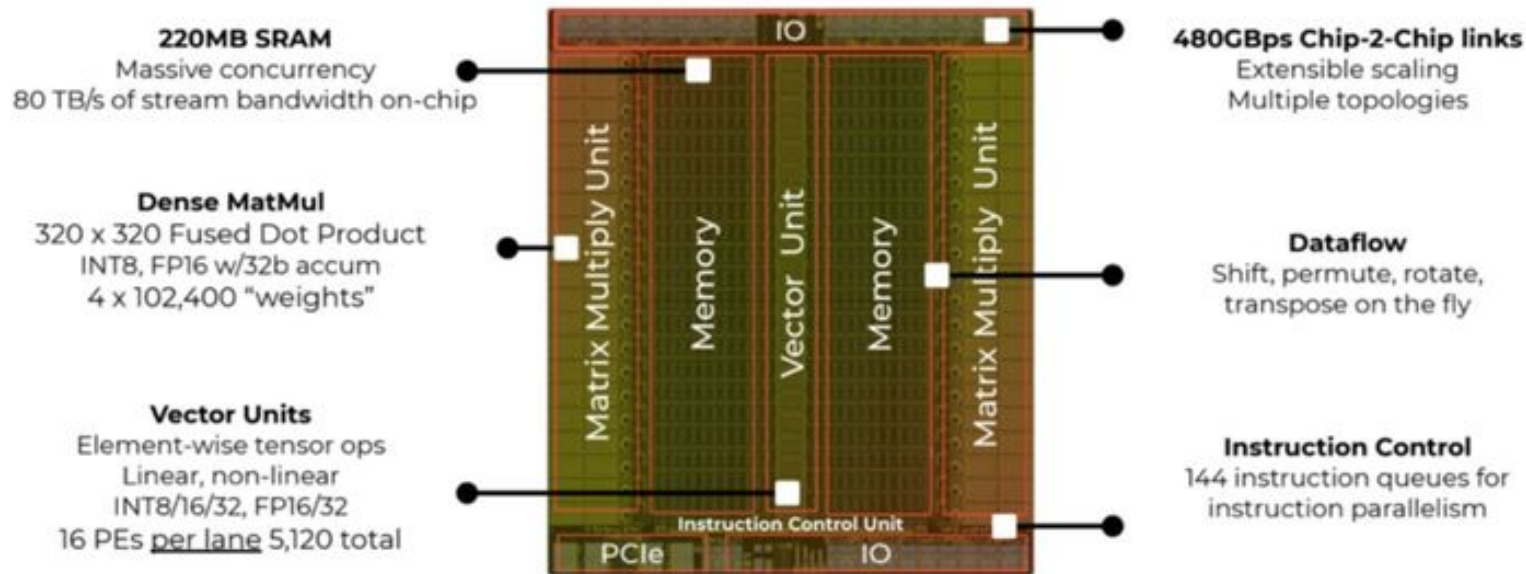 220MB SRAM
Massive concurrency
80 TB/s of stream bandwidth on-chip
Dense MatMul
320 x 320 Fused Dot Product
INT8, FP16 w/32b accum
4 x 102,400 “weights”
Vector Units
Element-wise tensor ops
Linear, non-linear
INT8/16/32, FP16/32
16 PEs per lane 5,120 total
IO
Matrix Multiply Unit
Memory
Vector Unit
Memory
Matrix Multiply Unit
Instruction Control Unit
PCIe
IO
480GBps Chip-2-Chip links
Extensible scaling
Multiple topologies
Dataflow
Shift, permute, rotate,
transpose on the fly
Instruction Control
144 instruction queues for
instruction parallelism